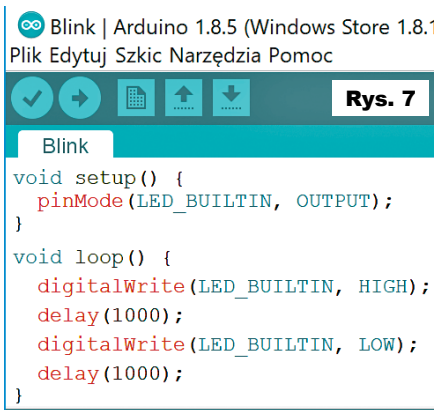 Blink | Arduino 1.8.5 (Windows Store 1.8.1
Plik Edytuj Szkic Narzędzia Pomoc
Rys. 7
Blink
void setup() {
  pinMode(LED_BUILTIN, OUTPUT);
}
void loop() {
  digitalWrite(LED_BUILTIN, HIGH);
  delay(1000);
  digitalWrite(LED_BUILTIN, LOW);
  delay(1000);
}